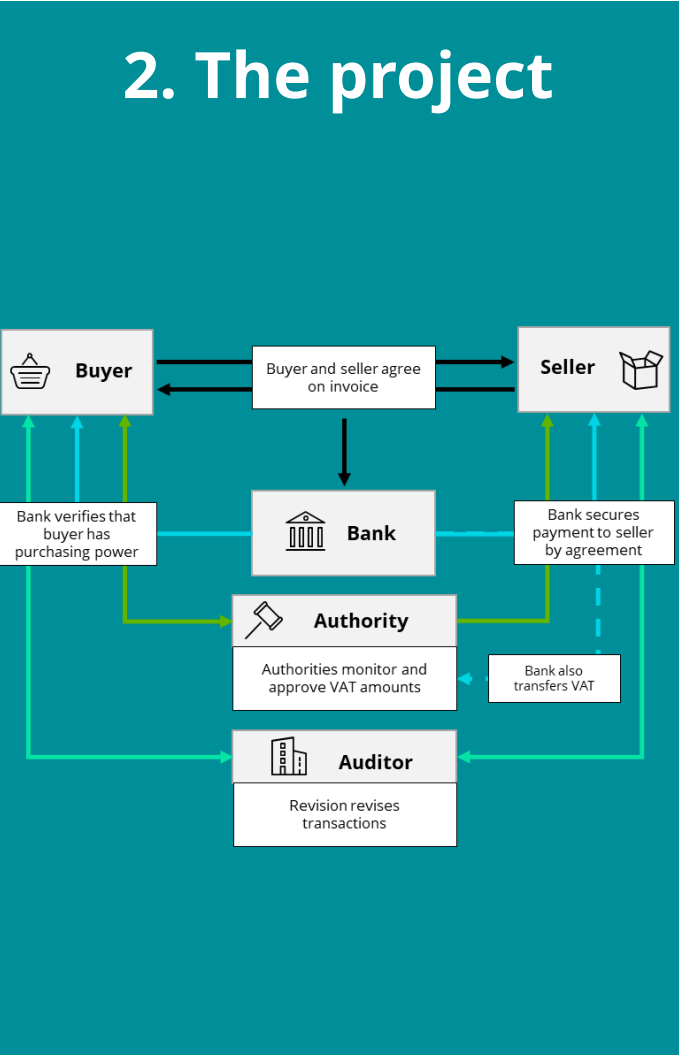 2. The project
Buyer
Buyer and seller agree
on invoice
Seller
Bank verifies that
buyer has
purchasing power
Bank
Bank secures
payment to seller
by agreement
Authority
Authorities monitor and
approve VAT amounts
Bank also
transfers VAT
Auditor
Revision revises
transactions